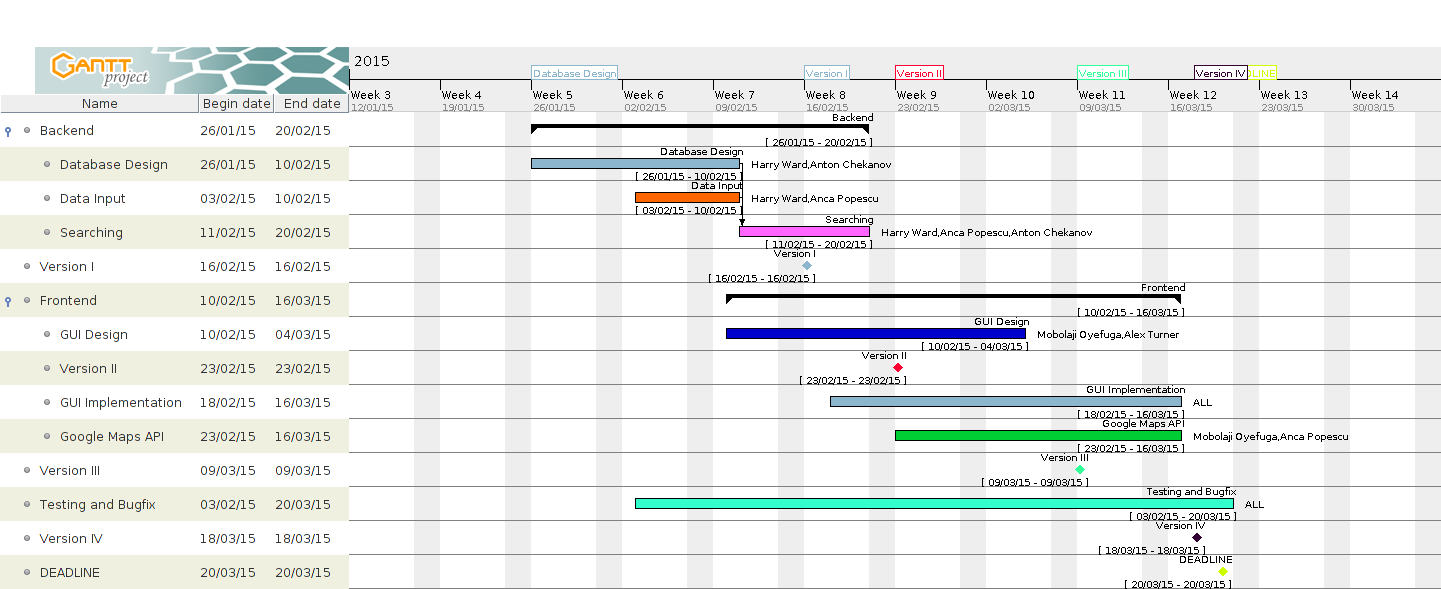 GANTT
project
2015
Database Design
Version I
Version II
Version III
Version IV
DLINE
Name Begin date End date
Week 3 Week 4 Week 5 Week 6 Week 7 Week 8 Week 9 Week 10 Week 11 Week 12 Week 13 Week 14
12/01/15 19/01/15 26/01/15 02/02/15 09/02/15 16/02/15 23/02/15 02/03/15 09/03/15 16/03/15 23/03/15 30/03/15
Backend
Backend 26/01/15 20/02/15
[ 26/01/15 - 20/02/15 ]
Database Design
Database Design 26/01/15 10/02/15 Harry Ward,Anton Chekanov
[ 26/01/15 - 10/02/15 ]
Data Input
Data Input 03/02/15 10/02/15 Harry Ward,Anca Popescu
[ 03/02/15 - 10/02/15 ]
Searching
Searching 11/02/15 20/02/15 Harry Ward,Anca Popescu,Anton Chekanov
[ 11/02/15 - 20/02/15 ]
Version I
Version I 16/02/15 16/02/15
[ 16/02/15 - 16/02/15 ]
Frontend
Frontend 10/02/15 16/03/15
[ 10/02/15 - 16/03/15 ]
GUI Design
GUI Design 10/02/15 04/03/15 Mobolaji Oyefuga,Alex Turner
[ 10/02/15 - 04/03/15 ]
Version II
Version II 23/02/15 23/02/15
[ 23/02/15 - 23/02/15 ]
GUI Implementation
GUI Implementation 18/02/15 16/03/15 ALL
[ 18/02/15 - 16/03/15 ]
Google Maps API
Google Maps API 23/02/15 16/03/15 Mobolaji Oyefuga,Anca Popescu
[ 23/02/15 - 16/03/15 ]
Version III
Version III 09/03/15 09/03/15
[ 09/03/15 - 09/03/15 ]
Testing and Bugfix
Testing and Bugfix 03/02/15 20/03/15 ALL
[ 03/02/15 - 20/03/15 ]
Version IV
Version IV 18/03/15 18/03/15
[ 18/03/15 - 18/03/15 ]
DEADLINE
DEADLINE 20/03/15 20/03/15
[ 20/03/15 - 20/03/15 ]